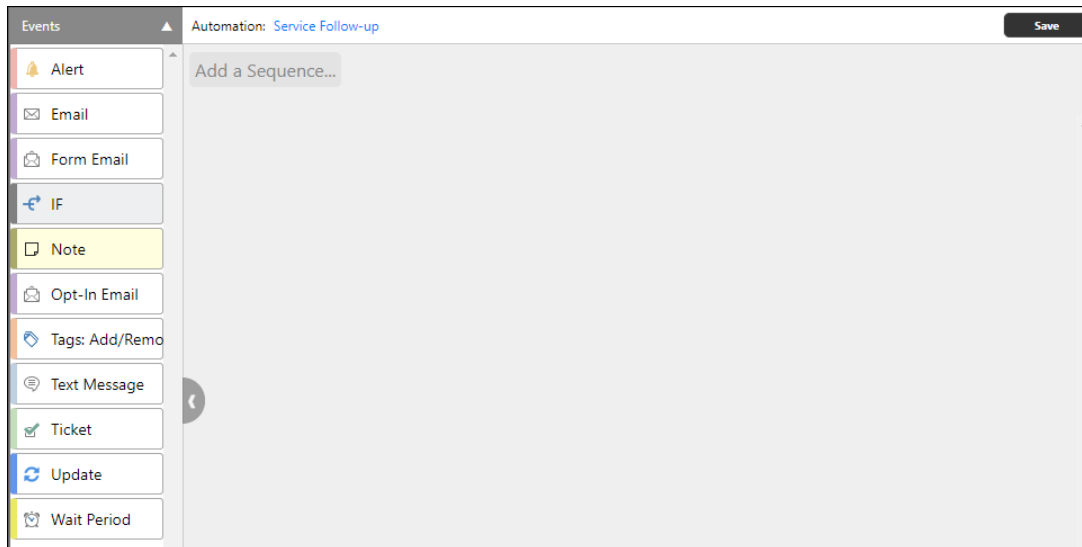 Events
Automation: Service Follow-up
Save
Alert
Add a Sequence...
Email
Form Email
IF
Note
Opt-In Email
Tags: Add/Remo
Text Message
Ticket
Update
Wait Period